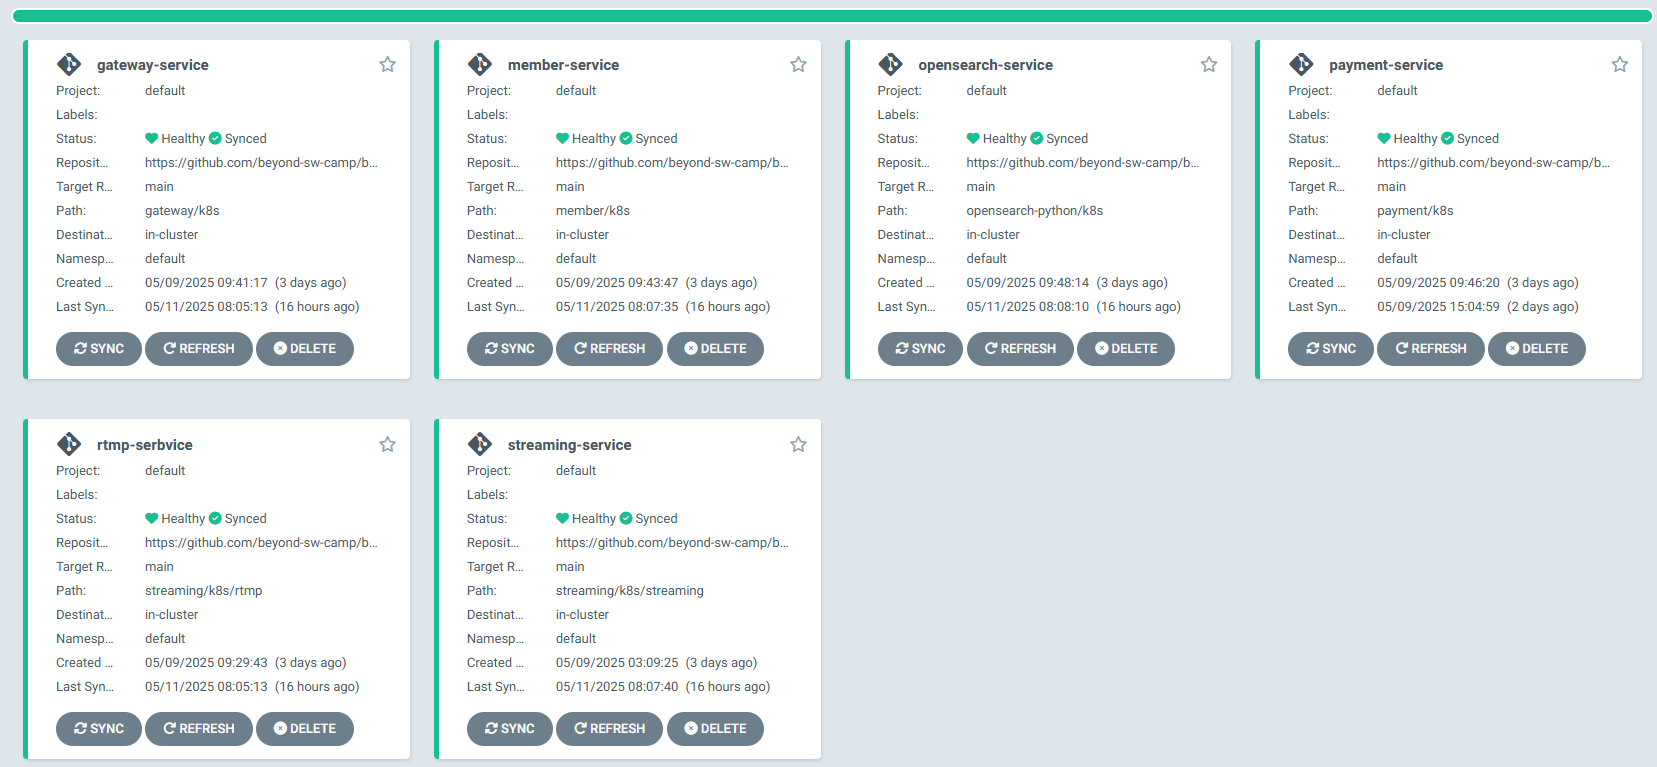 gateway-service
Project: default
Labels:
Status: Healthy Synced
Reposit... https://github.com/beyond-sw-camp/b...
Target R... main
Path: gateway/k8s
Destinat... in-cluster
Namesp... default
Created ... 05/09/2025 09:41:17 (3 days ago)
Last Syn... 05/11/2025 08:05:13 (16 hours ago)
SYNC REFRESH DELETE
member-service
Project: default
Labels:
Status: Healthy Synced
Reposit... https://github.com/beyond-sw-camp/b...
Target R... main
Path: member/k8s
Destinat... in-cluster
Namesp... default
Created ... 05/09/2025 09:43:47 (3 days ago)
Last Syn... 05/11/2025 08:07:35 (16 hours ago)
SYNC REFRESH DELETE
opensearch-service
Project: default
Labels:
Status: Healthy Synced
Reposit... https://github.com/beyond-sw-camp/b...
Target R... main
Path: opensearch-python/k8s
Destinat... in-cluster
Namesp... default
Created ... 05/09/2025 09:48:14 (3 days ago)
Last Syn... 05/11/2025 08:08:10 (16 hours ago)
SYNC REFRESH DELETE
payment-service
Project: default
Labels:
Status: Healthy Synced
Reposit... https://github.com/beyond-sw-camp/b...
Target R... main
Path: payment/k8s
Destinat... in-cluster
Namesp... default
Created ... 05/09/2025 09:46:20 (3 days ago)
Last Syn... 05/09/2025 15:04:59 (2 days ago)
SYNC REFRESH DELETE
rtmp-serbvice
Project: default
Labels:
Status: Healthy Synced
Reposit... https://github.com/beyond-sw-camp/b...
Target R... main
Path: streaming/k8s/rtmp
Destinat... in-cluster
Namesp... default
Created ... 05/09/2025 09:29:43 (3 days ago)
Last Syn... 05/11/2025 08:05:13 (16 hours ago)
SYNC REFRESH DELETE
streaming-service
Project: default
Labels:
Status: Healthy Synced
Reposit... https://github.com/beyond-sw-camp/b...
Target R... main
Path: streaming/k8s/streaming
Destinat... in-cluster
Namesp... default
Created ... 05/09/2025 03:09:25 (3 days ago)
Last Syn... 05/11/2025 08:07:40 (16 hours ago)
SYNC REFRESH DELETE